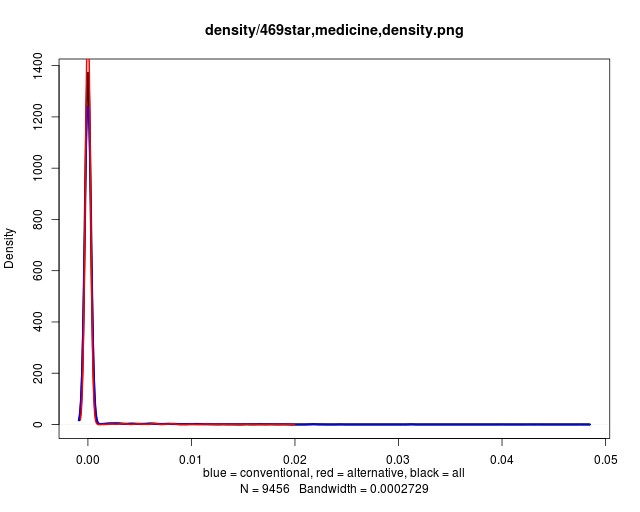 density/469star,medicine,density.png
Density
1400
1200
1000
800
600
400
200
0
0.00 0.01 0.02 0.03 0.04 0.05
blue = conventional, red = alternative, black = all
N = 9456 Bandwidth = 0.0002729